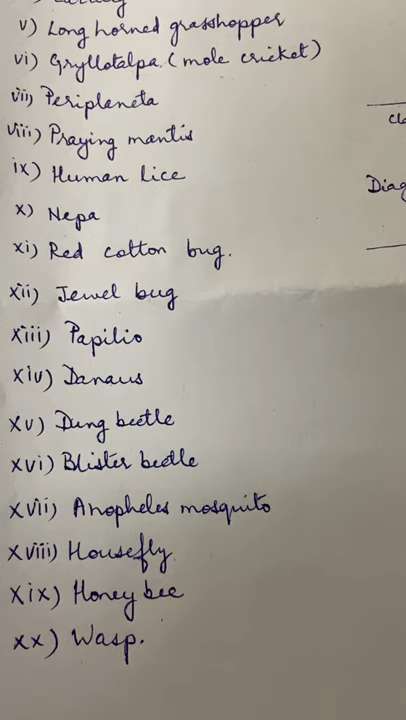 v) Long horned grasshopper
vi) Gryllotalpa (mole cricket)
vii) Periplaneta
viii) Praying mantis
ix) Human lice
x) Nepa
xi) Red cotton bug.
xii) Jewel bug
xiii) Papilio
xiv) Danaus
xv) Dung beetle
xvi) Blister beetle
xvii) Anopheles mosquito
xviii) Housefly
xix) Honey bee
xx) Wasp.